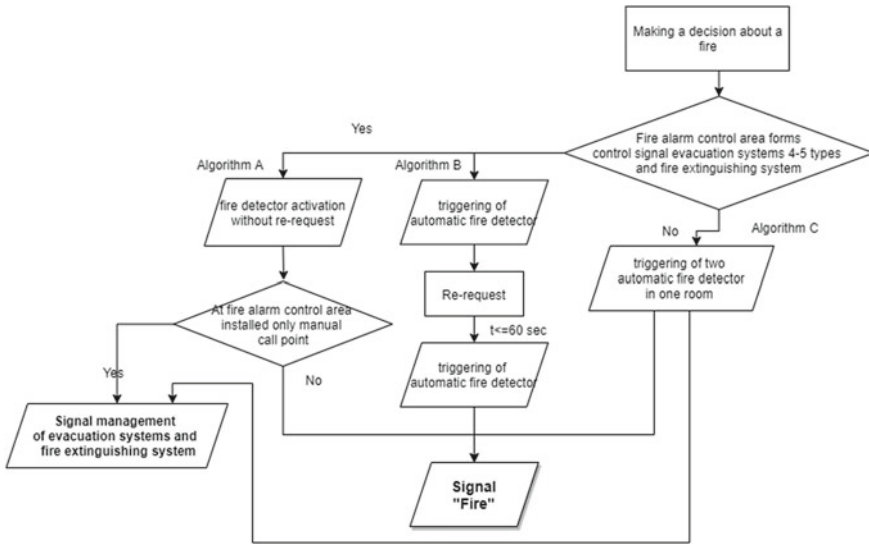 Making a decision about a
fire
Yes
Fire alarm control area forms
control signal evacuation systems 4-5 types
and fire extinguishing system
Algorithm A
Algorithm B
fire detector activation
without re-request
triggering of
automatic fire detector
No
Algorithm C
triggering of two
automatic fire detector
in one room
Re-request
At fire alarm control area
installed only manual
call point
t<=60 sec
triggering of
automatic fire detector
Yes
No
Signal management
of evacuation systems and
fire extinguishing system
Signal
"Fire"